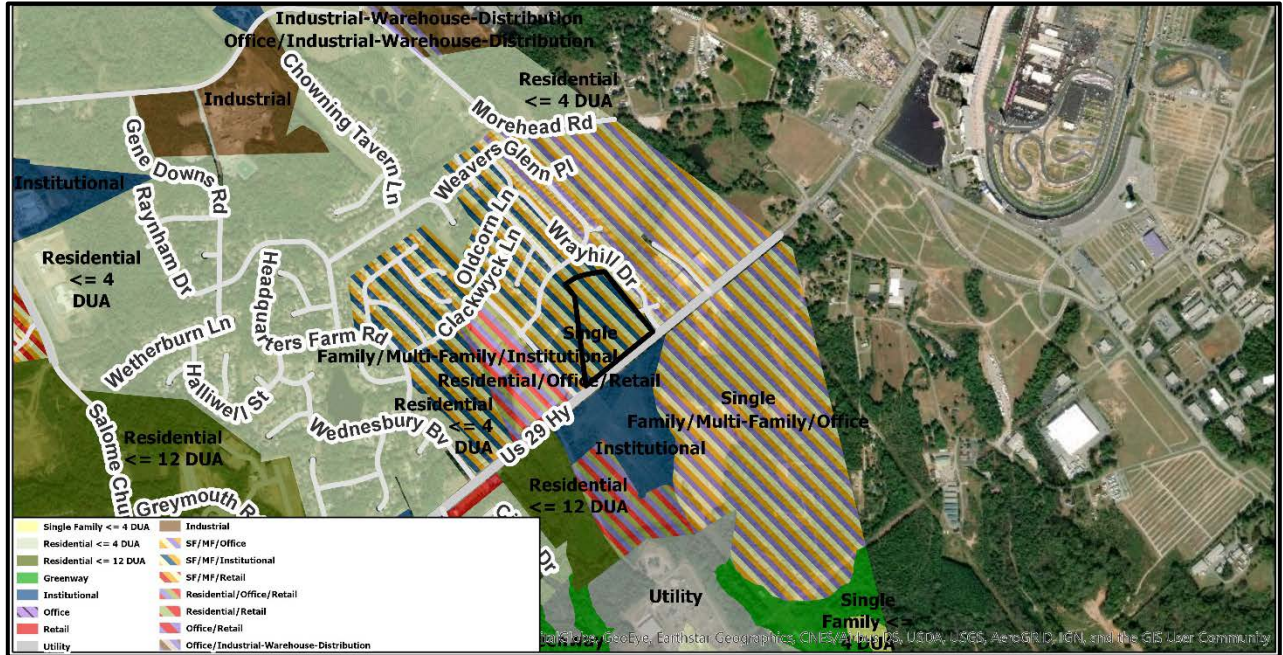 Industrial-Warehouse-Distribution
Office/Industrial-Warehouse-Distribution
Residential
<= 4 DUA
Industrial
Chowning Tavern Ln
Morehead Rd
Gene Downs Rd
Weavers Glenn Pl
Institutional
Raynham Dr
Oldcorn Ln
Wrayhill Dr
Residential
<= 4
DUA
Headquarters Farm Rd
Clackwyck Ln
Single
Family/Multi-Family/Institutional
Wetherburn Ln
Residential/Office/Retail
Halliwell St
Residential
<= 4
DUA
Single
Family/Multi-Family/Office
Wednesbury Bv
Us 29 Hy
Institutional
Residential
<= 12 DUA
Salome Chu
Residential
<= 12 DUA
Greymouth R
Dr
Utility
Single
Family <=
4 DUA
Single Family <= 4 DUA
Residential <= 4 DUA
Residential <= 12 DUA
Greenway
Institutional
Office
Retail
Utility
Industrial
SF/MF/Office
SF/MF/Institutional
SF/MF/Retail
Residential/Office/Retail
Residential/Retail
Office/Retail
Office/Industrial-Warehouse-Distribution
GeoEye, Earthstar Geographics, CNES/Airbus DS, USDA, USGS, AeroGRID, IGN, and the GIS User Community